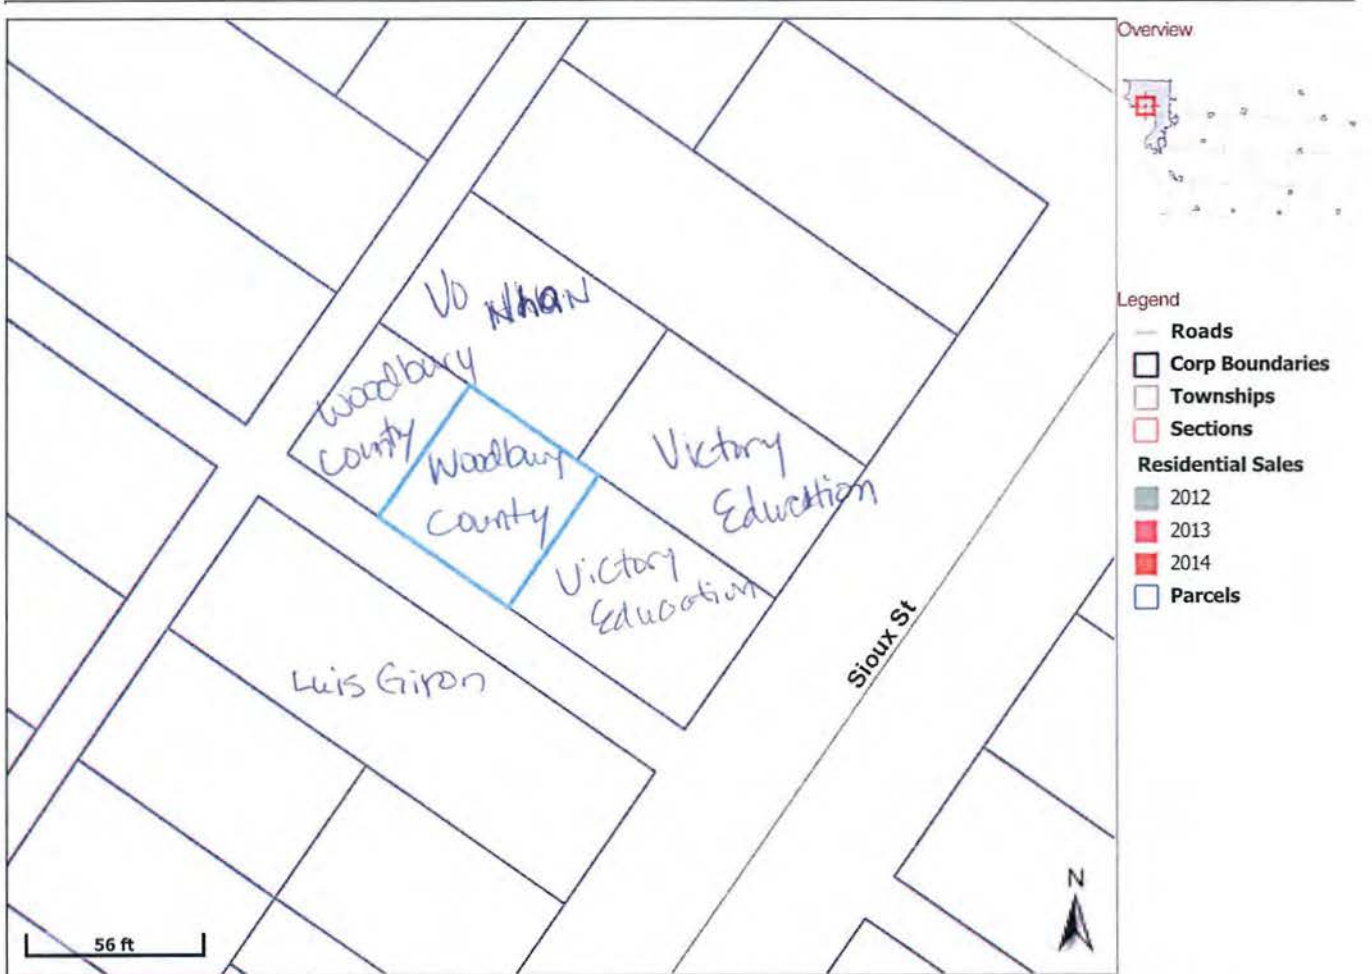 Overview
Vo Nhan
Woodbury
County
Woodbury
County
Victory
Education
Victory
Education
Luis Giron
Sioux St
56 ft
N
Legend
Roads
Corp Boundaries
Townships
Sections
Residential Sales
2012
2013
2014
Parcels